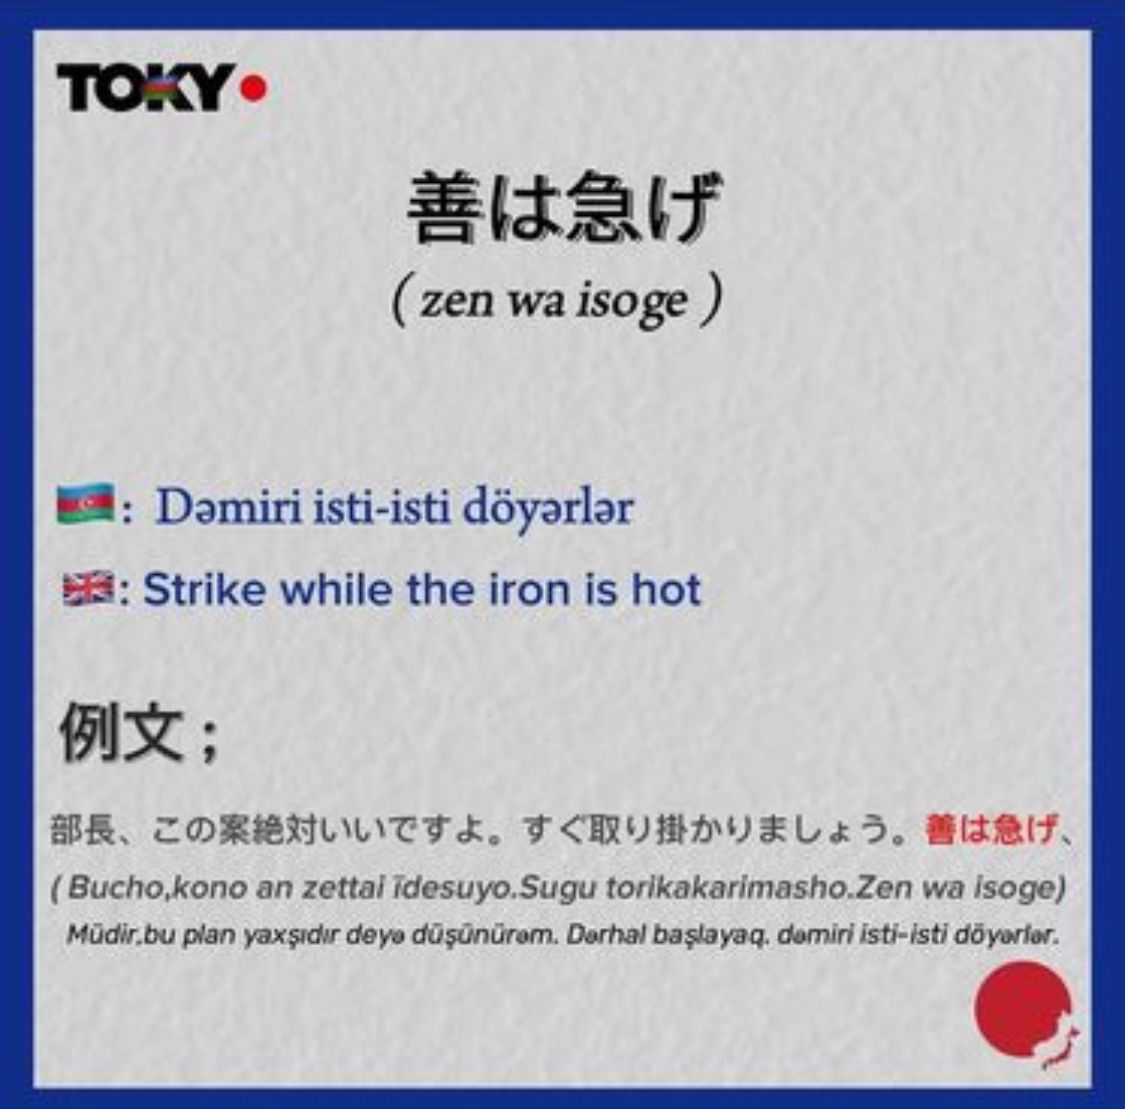 TOKYO
善は急げ
( zen wa isoge )
: Dəmiri isti-isti döyərlər
: Strike while the iron is hot
例文 ;
部長、この案絶対いいですよ。すぐ取り掛かりましょう。善は急げ、
( Bucho,kono an zettai īdesuyo.Sugu torikakarimasho.Zen wa isoge)
Müdir,bu plan yaxşıdır deyə düşünürəm. Dərhal başlayaq. dəmiri isti-isti döyərlər.